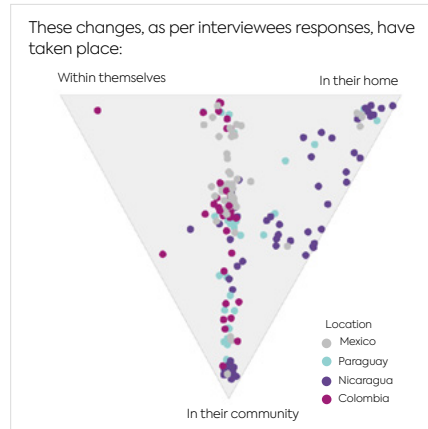 These changes, as per interviewees responses, have
taken place:
Within themselves
In their home
Location
Mexico
Paraguay
Nicaragua
Colombia
In their community